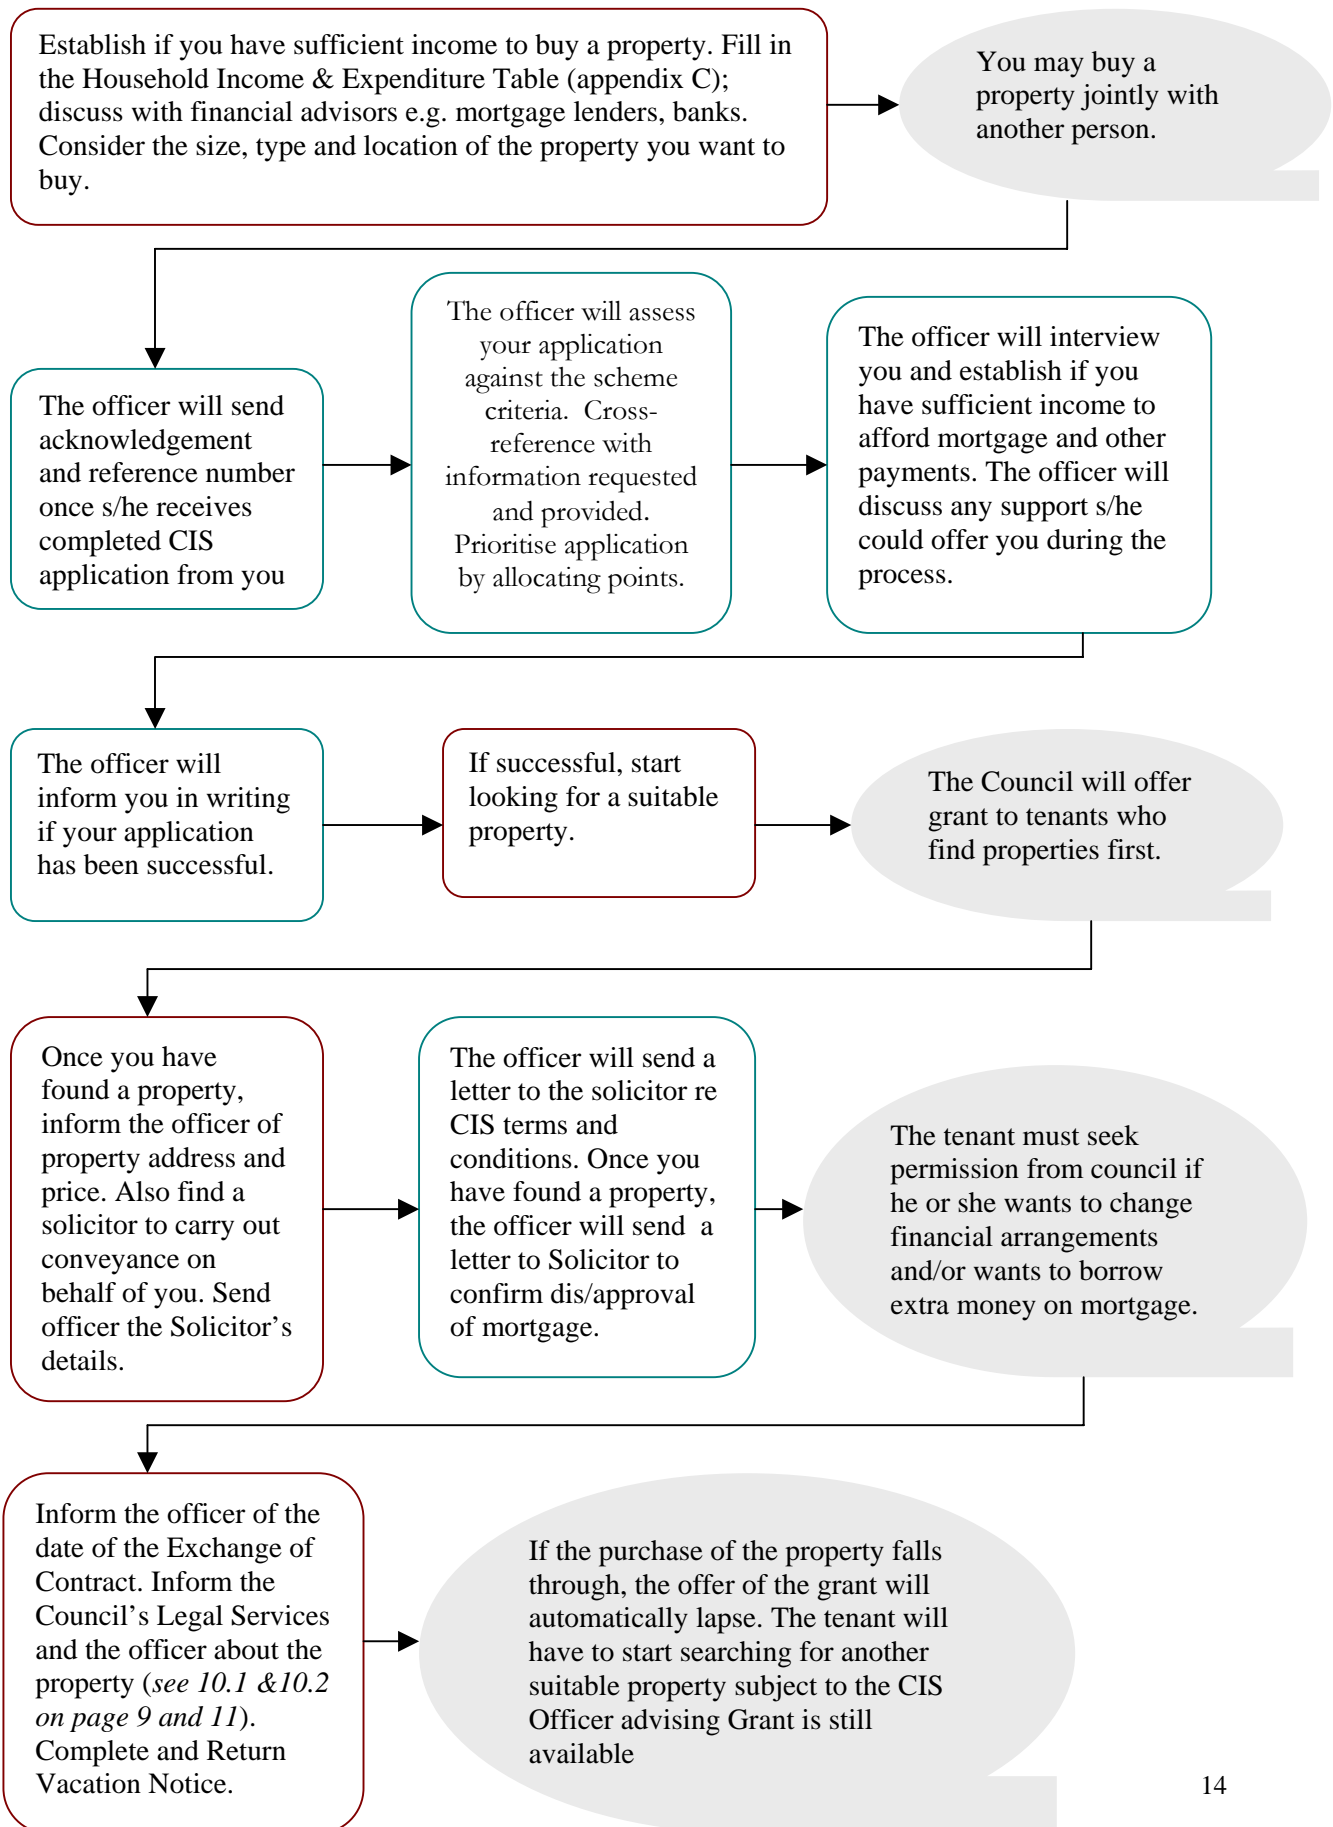 Establish if you have sufficient income to buy a property. Fill in
the Household Income & Expenditure Table (appendix C);
discuss with financial advisors e.g. mortgage lenders, banks.
Consider the size, type and location of the property you want to
buy.
You may buy a
property jointly with
another person.
The officer will send
acknowledgement
and reference number
once s/he receives
completed CIS
application from you
The officer will assess
your application
against the scheme
criteria.  Cross-
reference with
information requested
and provided.
Prioritise application
by allocating points.
The officer will interview
you and establish if you
have sufficient income to
afford mortgage and other
payments. The officer will
discuss any support s/he
could offer you during the
process.
The officer will
inform you in writing
if your application
has been successful.
If successful, start
looking for a suitable
property.
The Council will offer
grant to tenants who
find properties first.
Once you have
found a property,
inform the officer of
property address and
price. Also find a
solicitor to carry out
conveyance on
behalf of you. Send
officer the Solicitor's
details.
The officer will send a
letter to the solicitor re
CIS terms and
conditions. Once you
have found a property,
the officer will send  a
letter to Solicitor to
confirm dis/approval
of mortgage.
The tenant must seek
permission from council if
he or she wants to change
financial arrangements
and/or wants to borrow
extra money on mortgage.
Inform the officer of the
date of the Exchange of
Contract. Inform the
Council's Legal Services
and the officer about the
property (see 10.1 &10.2
on page 9 and 11).
Complete and Return
Vacation Notice.
If the purchase of the property falls
through, the offer of the grant will
automatically lapse. The tenant will
have to start searching for another
suitable property subject to the CIS
Officer advising Grant is still
available
14